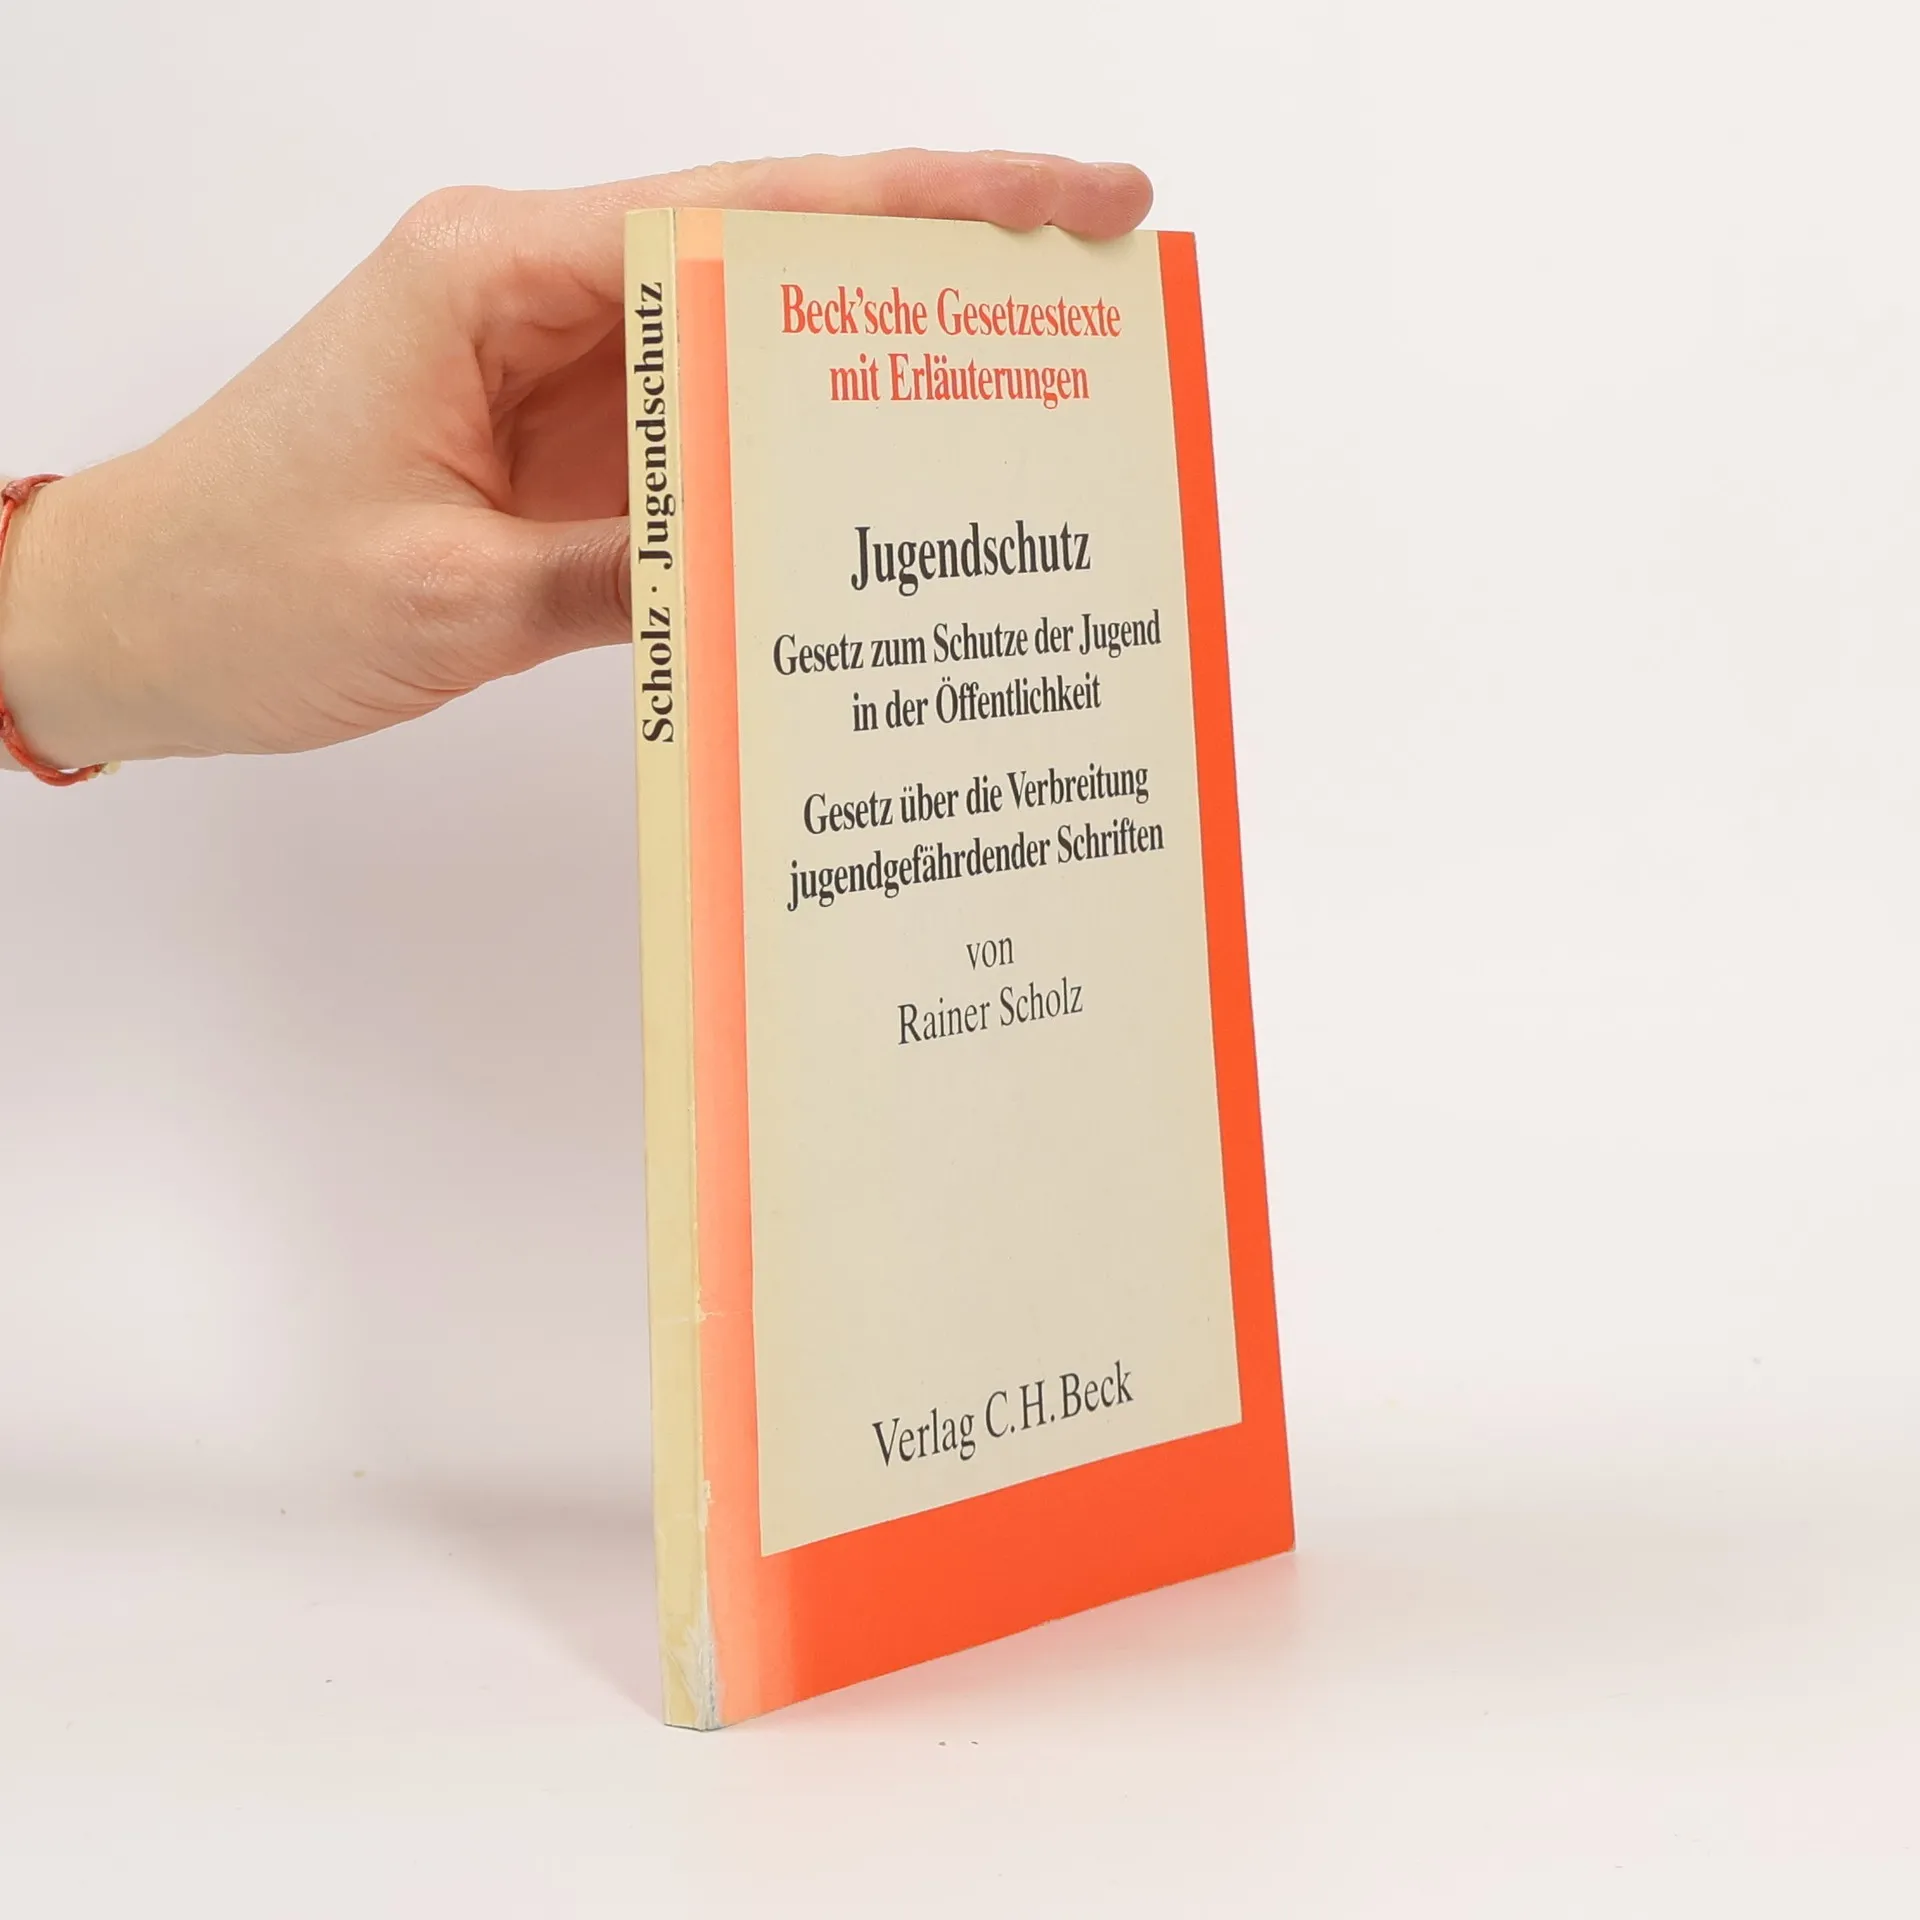 Scholz · Jugendschutz
Beck'sche Gesetzestexte
mit Erläuterungen
Jugendschutz
Gesetz zum Schutze der Jugend
in der Öffentlichkeit
Gesetz über die Verbreitung
jugendgefährdender Schriften
von
Rainer Scholz
Verlag C.H.Beck